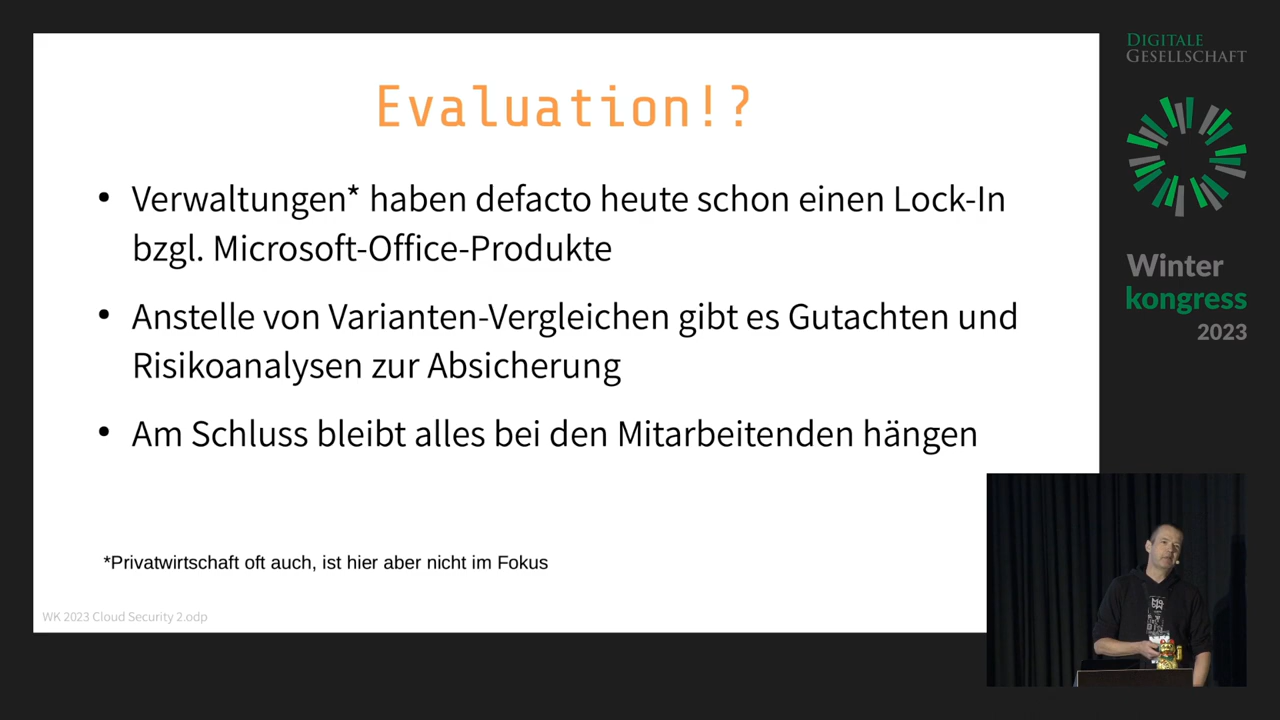 Evaluation!?
• Verwaltungen* haben defacto heute schon einen Lock-In
bzgl. Microsoft-Office-Produkte
• Anstelle von Varianten-Vergleichen gibt es Gutachten und
Risikoanalysen zur Absicherung
• Am Schluss bleibt alles bei den Mitarbeitenden hängen
*Privatwirtschaft oft auch, ist hier aber nicht im Fokus
WK 2023 Cloud Security 2.odp
DIGITALE
GESELLSCHAFT
Winter
kongress
2023